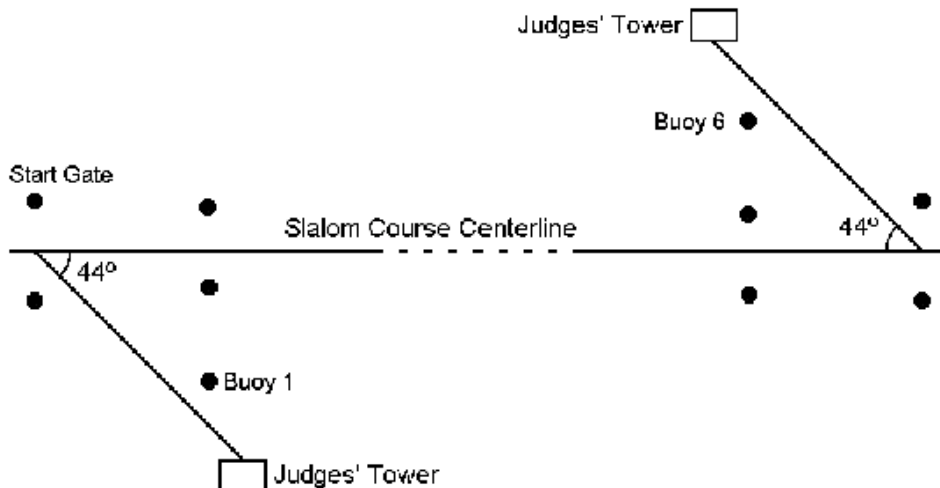 Judges' Tower
Buoy 6
Start Gate
Slalom Course Centerline
44º
44º
Buoy 1
Judges' Tower